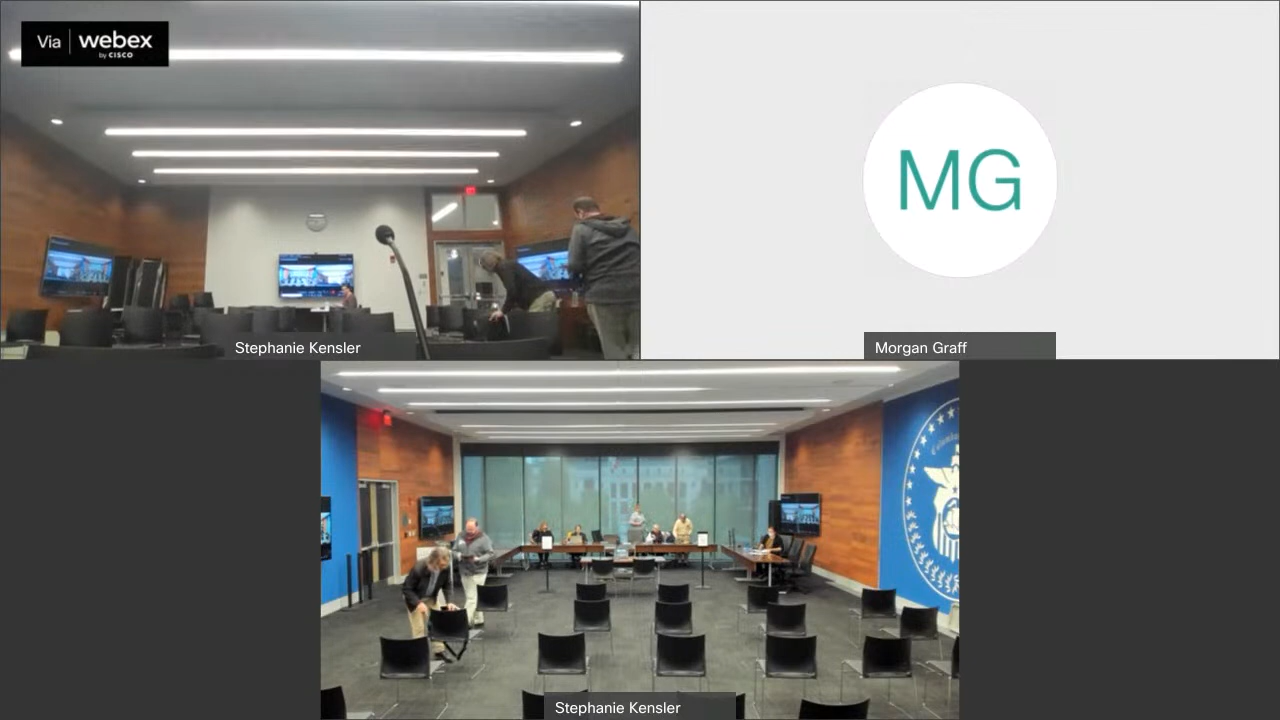 Via webex
by CISCO
MG
Stephanie Kensler
Morgan Graff
Stephanie Kensler